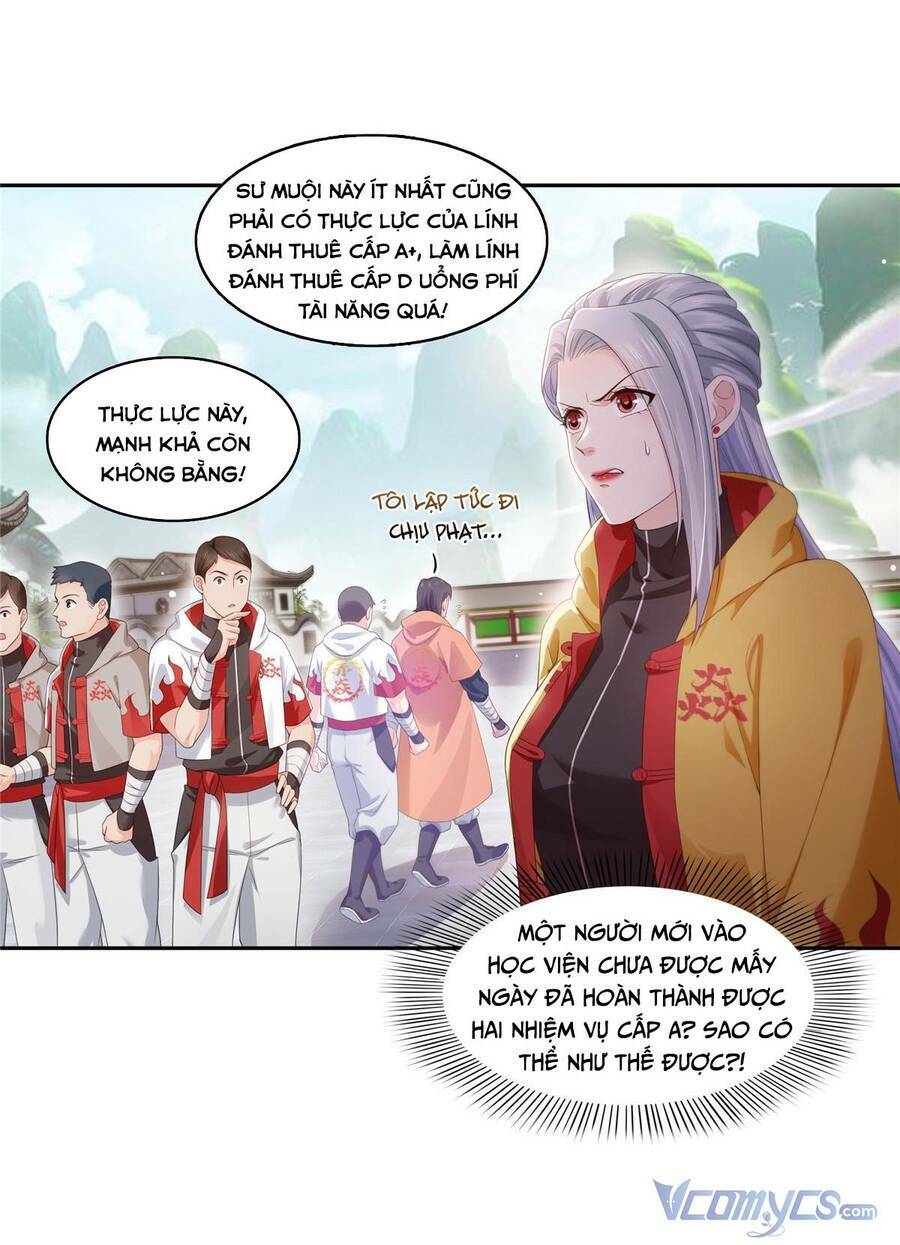 SƯ MUỘI NÀY ÍT NHẤT CŨNG
PHẢI CÓ THỰC LỰC CỦA LÍNH
ĐÁNH THUÊ CẤP A+, LÀM LÍNH
ĐÁNH THUÊ CẤP D UỔNG PHÍ
TÀI NĂNG QUÁ!
THỰC LỰC NÀY,
MẠNH KHẢ CÒN
KHÔNG BẰNG!
TÔI LẬP TỨC ĐI
CHỊU PHẠT...
MỘT NGƯỜI MỚI VÀO
HỌC VIỆN CHƯA ĐƯỢC MẤY
NGÀY ĐÃ HOÀN THÀNH ĐƯỢC
HAI NHIỆM VỤ CẤP A? SAO CÓ
THỂ NHƯ THẾ ĐƯỢC?!
VCOMYCS.com